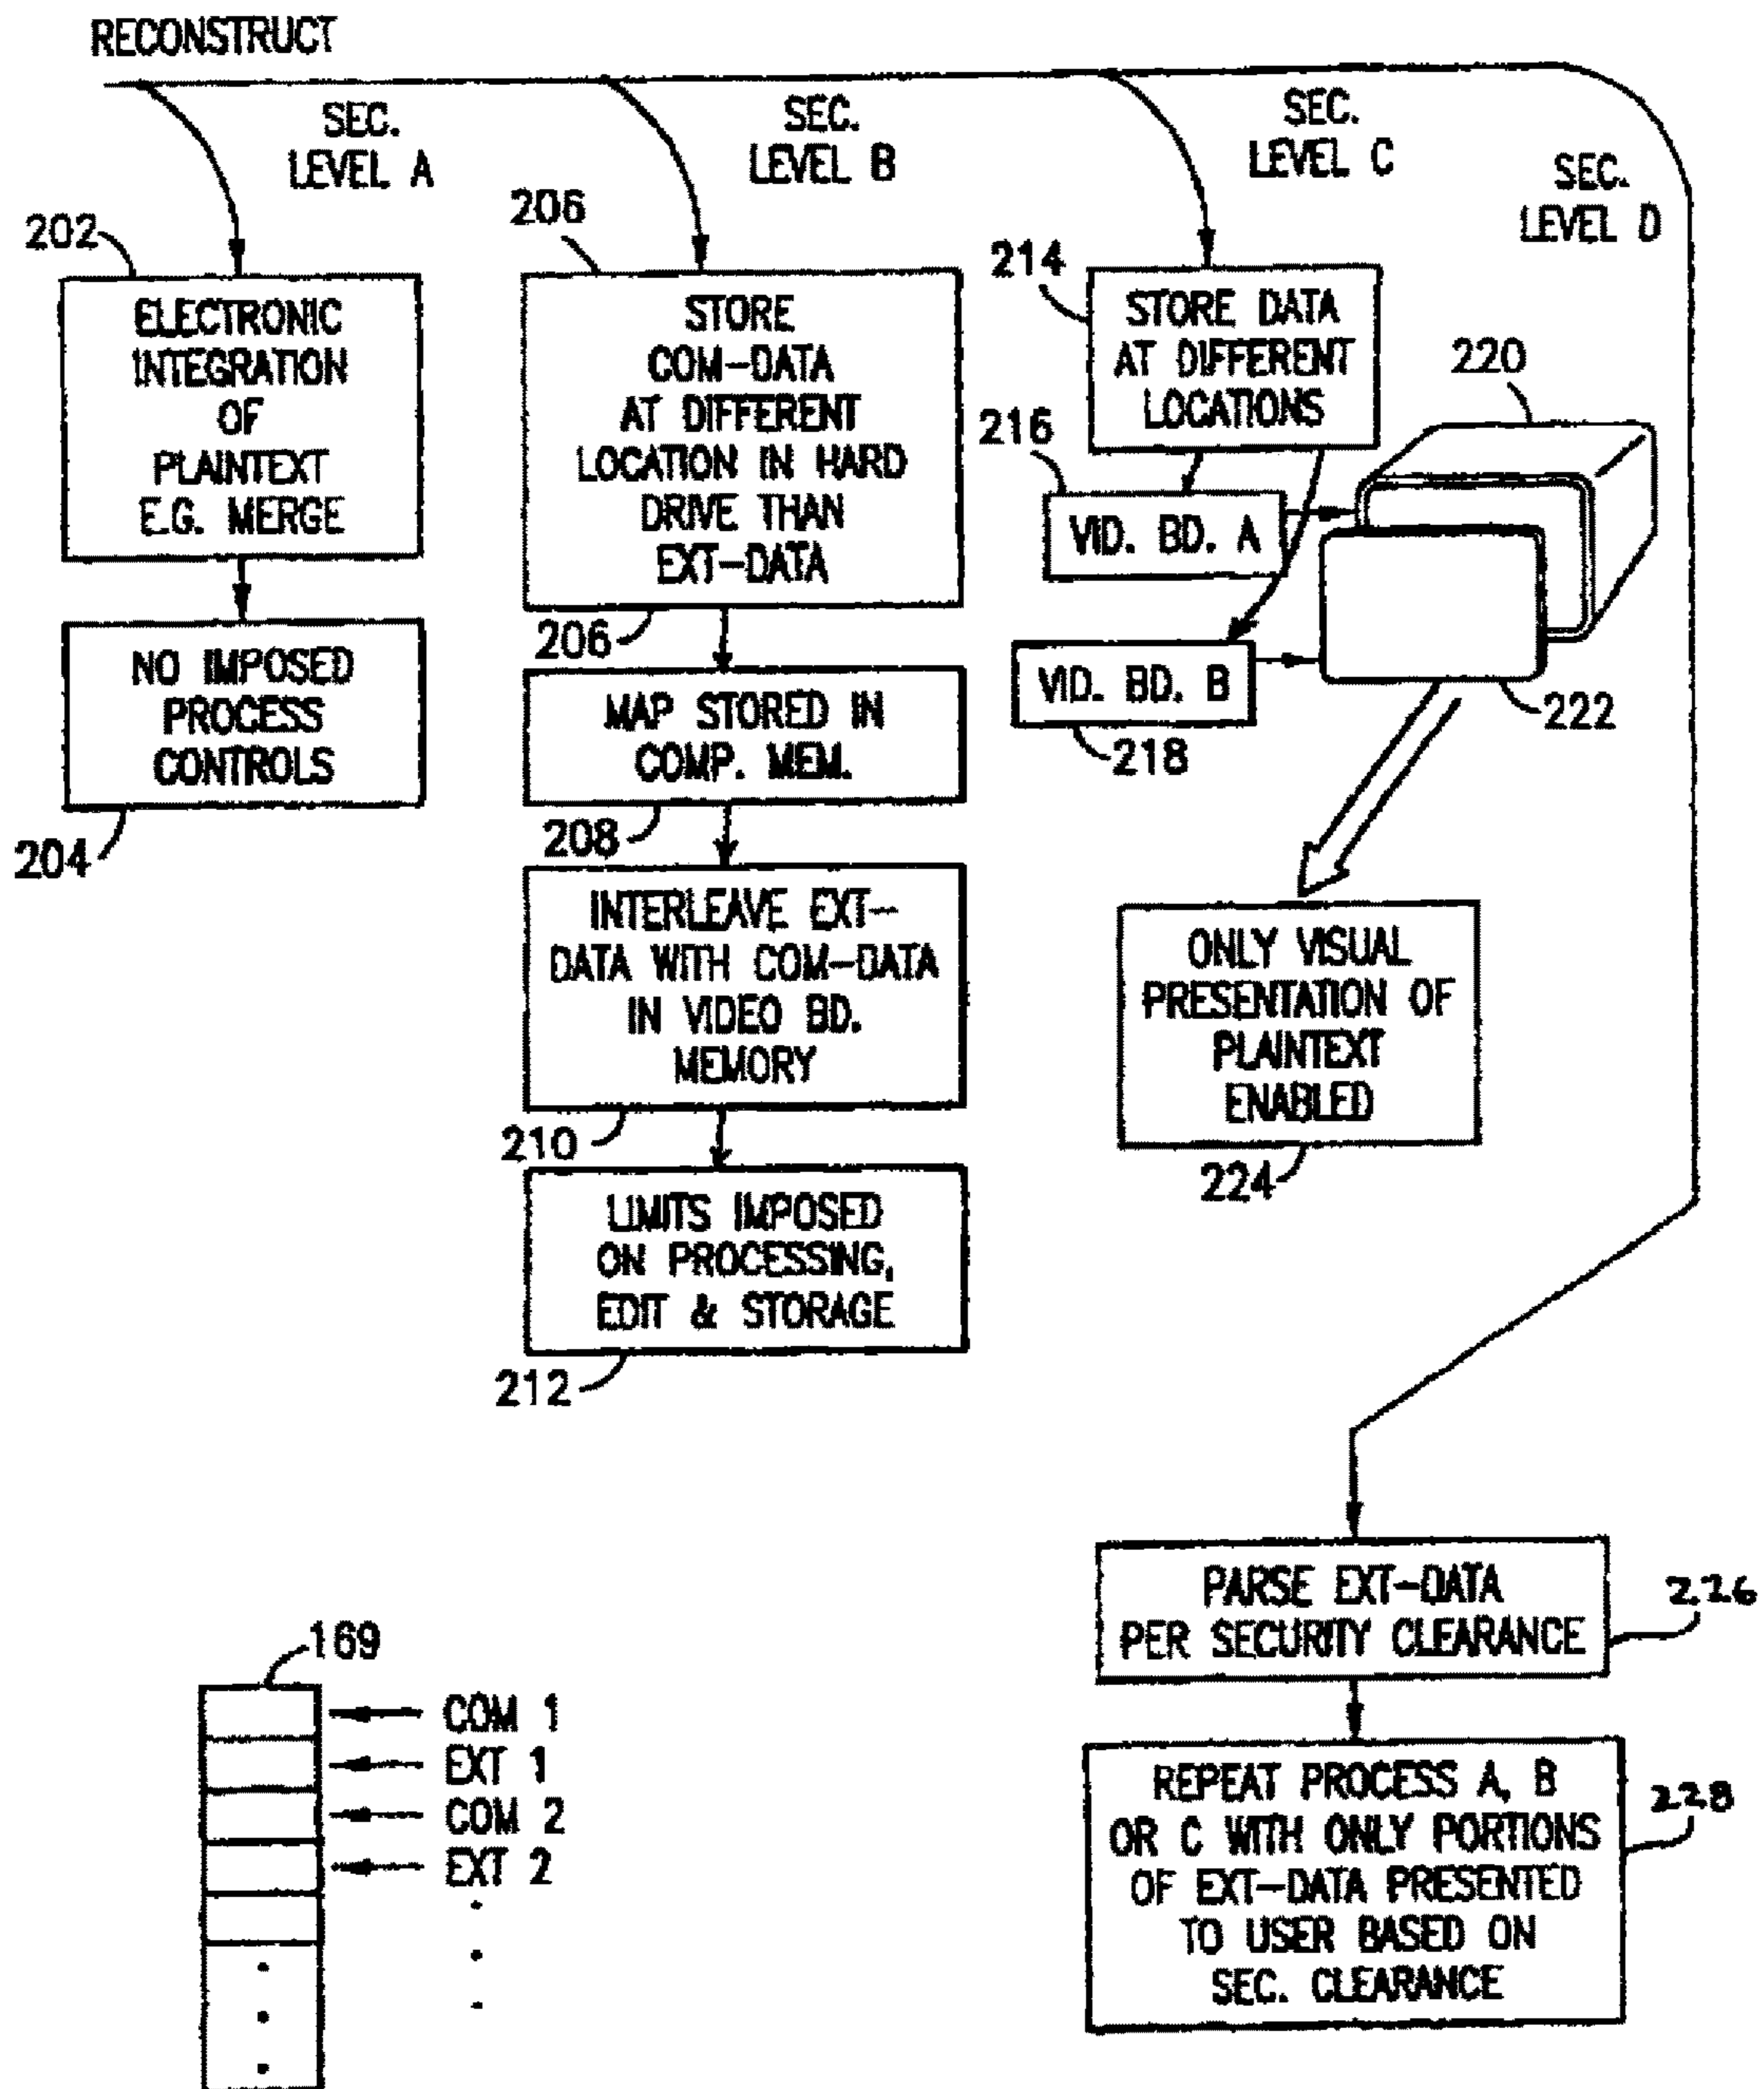 RECONSTRUCT
SEC.
LEVEL A
SEC.
LEVEL B
SEC.
LEVEL C
SEC.
LEVEL D
202
ELECTRONIC
INTEGRATION
OF
PLAINTEXT
E.G. MERGE
NO IMPOSED
PROCESS
CONTROLS
204
206
STORE
COM-DATA
AT DIFFERENT
LOCATION IN HARD
DRIVE THAN
EXT-DATA
206
MAP STORED IN
COMP. MEM.
208
INTERLEAVE EXT-
DATA WITH COM-DATA
IN VIDEO BD.
MEMORY
210
LIMITS IMPOSED
ON PROCESSING,
EDIT & STORAGE
212
214
STORE DATA
AT DIFFERENT
LOCATIONS
216
VID. BD. A
VID. BD. B
218
220
222
ONLY VISUAL
PRESENTATION OF
PLAINTEXT
ENABLED
224
PARSE EXT-DATA
PER SECURITY CLEARANCE
226
REPEAT PROCESS A, B
OR C WITH ONLY PORTIONS
OF EXT-DATA PRESENTED
TO USER BASED ON
SEC. CLEARANCE
228
169
COM 1
EXT 1
COM 2
EXT 2